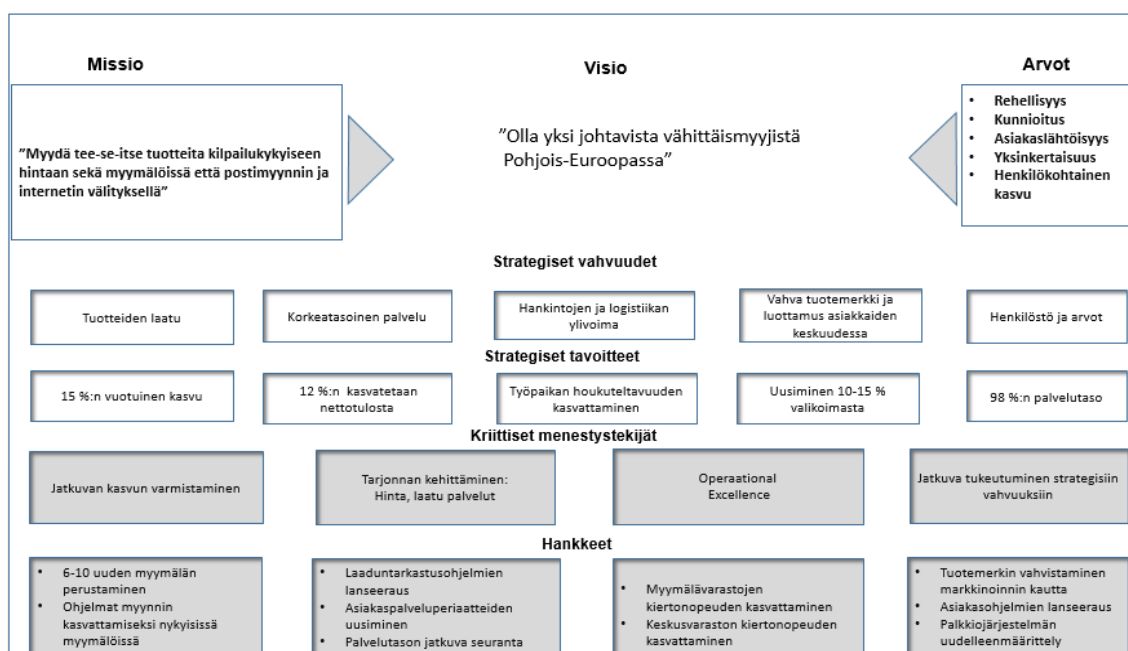 Missio
Visio
Arvot
”Myydä tee-se-itse tuotteita kilpailukykyiseen
hintaan sekä myymälöissä että postimyynnin ja
internetin välityksellä”
”Olla yksi johtavista vähittäismyyjistä
Pohjois-Euroopassa”
• Rehellisyys
• Kunnioitus
• Asiakaslähtöisyys
• Yksinkertaisuus
• Henkilökohtainen
kasvu
Strategiset vahvuudet
Tuotteiden laatu
Korkeatasoinen palvelu
Hankintojen ja logistiikan
ylivoima
Vahva tuotemerkki ja
luottamus asiakkaiden
keskuudessa
Henkilöstö ja arvot
Strategiset tavoitteet
15 %:n vuotuinen kasvu
12 %:n kasvatetaan
nettotulosta
Työpaikan houkuteltavuuden
kasvattaminen
Uusiminen 10-15 %
valikoimasta
98 %:n palvelutaso
Kriittiset menestystekijät
Jatkuvan kasvun varmistaminen
Tarjonnan kehittäminen:
Hinta, laatu palvelut
Operaational
Excellence
Jatkuva tukeutuminen strategisiin
vahvuuksiin
Hankkeet
• 6-10 uuden myymälän
perustaminen
• Ohjelmat myynnin
kasvattamiseksi nykyisissä
myymälöissä
• Laaduntarkastusohjelmien
lanseeraus
• Asiakaspalveluperiaatteiden
uusiminen
• Palvelutason jatkuva seuranta
• Myymälävarastojen
kiertonopeuden kasvattaminen
• Keskusvaraston kiertonopeuden
kasvattaminen
• Tuotemerkin vahvistaminen
markkinoinnin kautta
• Asiakasohjelmien lanseeraus
• Palkkiojärjestelmän
uudelleenmäärittely